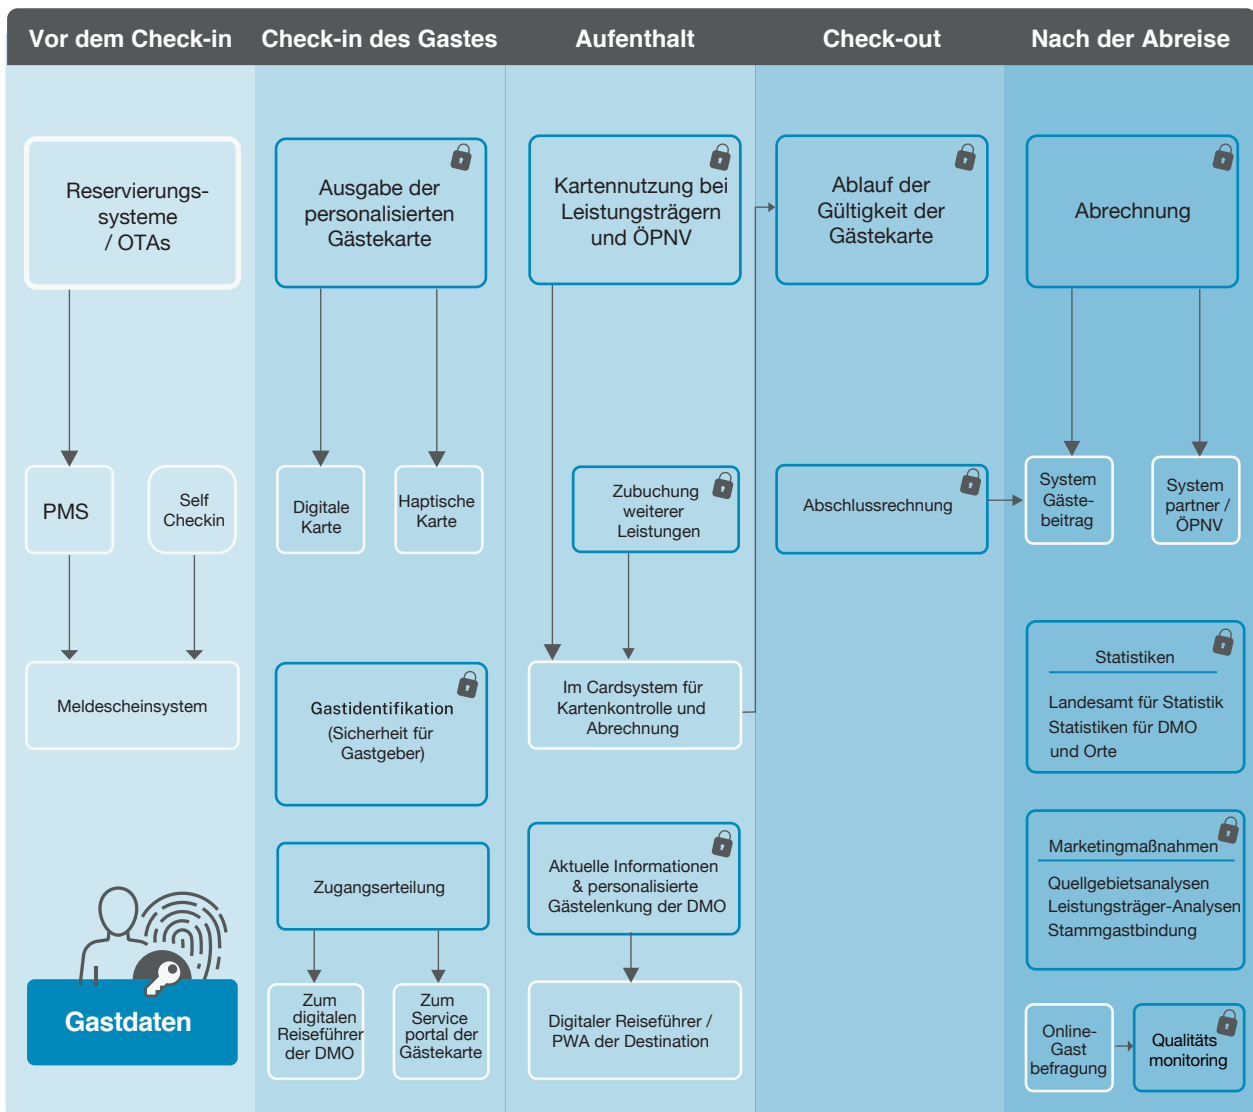 Vor dem Check-in
Check-in des Gastes
Aufenthalt
Check-out
Nach der Abreise
Reservierungs-
systeme
/ OTAs
PMS
Self
Checkin
Meldescheinsystem
Gastdaten
Ausgabe der
personalisierten
Gästekarte
Digitale
Karte
Haptische
Karte
Gastidentifikation
(Sicherheit für
Gastgeber)
Zugangserteilung
Zum
digitalen
Reiseführer
der DMO
Zum
Service
portal der
Gästekarte
Kartennutzung bei
Leistungsträgern
und ÖPNV
Zubuchung
weiterer
Leistungen
Im Cardsystem für
Kartenkontrolle und
Abrechnung
Aktuelle Informationen
& personalisierte
Gästelenkung der DMO
Digitaler Reiseführer /
PWA der Destination
Ablauf der
Gültigkeit der
Gästekarte
Abschlussrechnung
Abrechnung
System
Gäste-
beitrag
System
partner /
ÖPNV
Statistiken
Landesamt für Statistik
Statistiken für DMO
und Orte
Marketingmaßnahmen
Quellgebietsanalysen
Leistungsträger-Analysen
Stammgastbindung
Online-
Gast
befragung
Qualitäts
monitoring